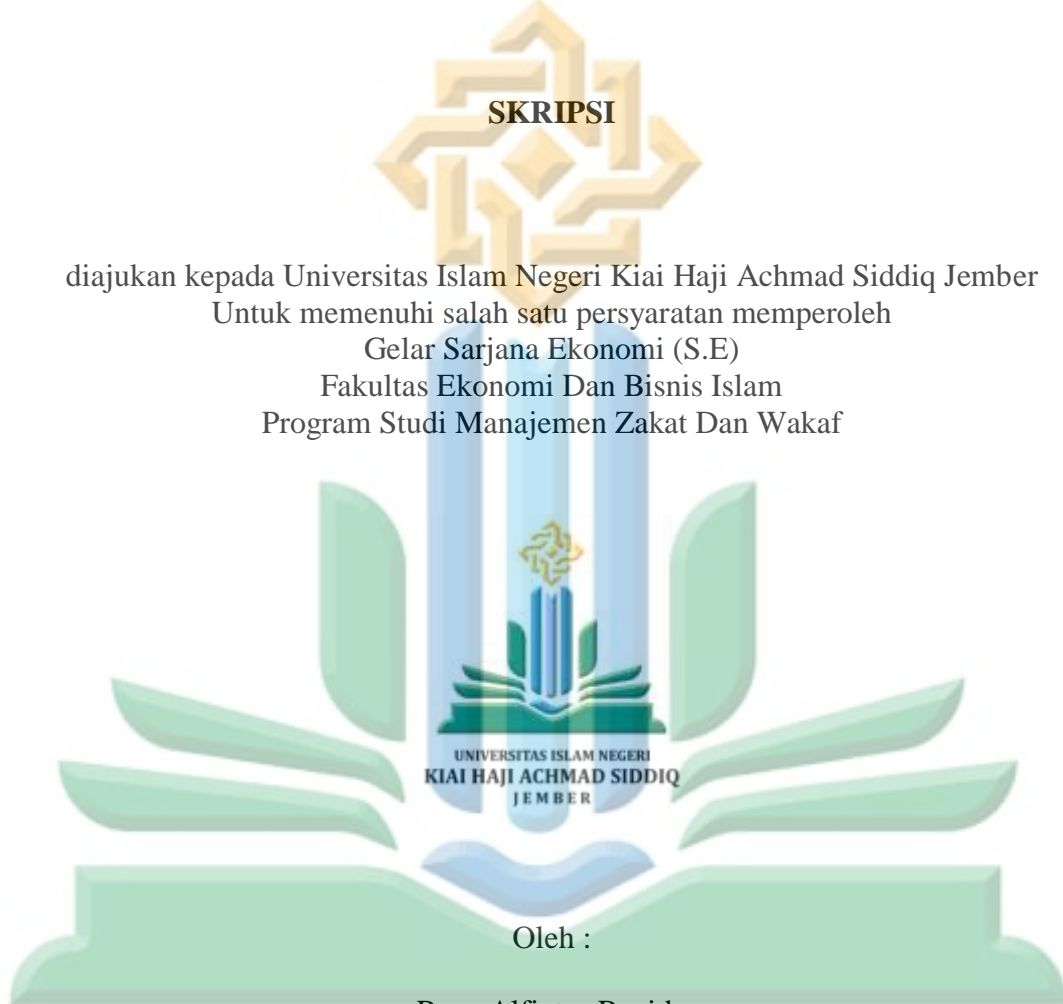 SKRIPSI
diajukan kepada Universitas Islam Negeri Kiai Haji Achmad Siddiq Jember
Untuk memenuhi salah satu persyaratan memperoleh
Gelar Sarjana Ekonomi (S.E)
Fakultas Ekonomi Dan Bisnis Islam
Program Studi Manajemen Zakat Dan Wakaf
UNIVERSITAS ISLAM NEGERI
KIAI HAJI ACHMAD SIDDIQ
JEMBER
Oleh :